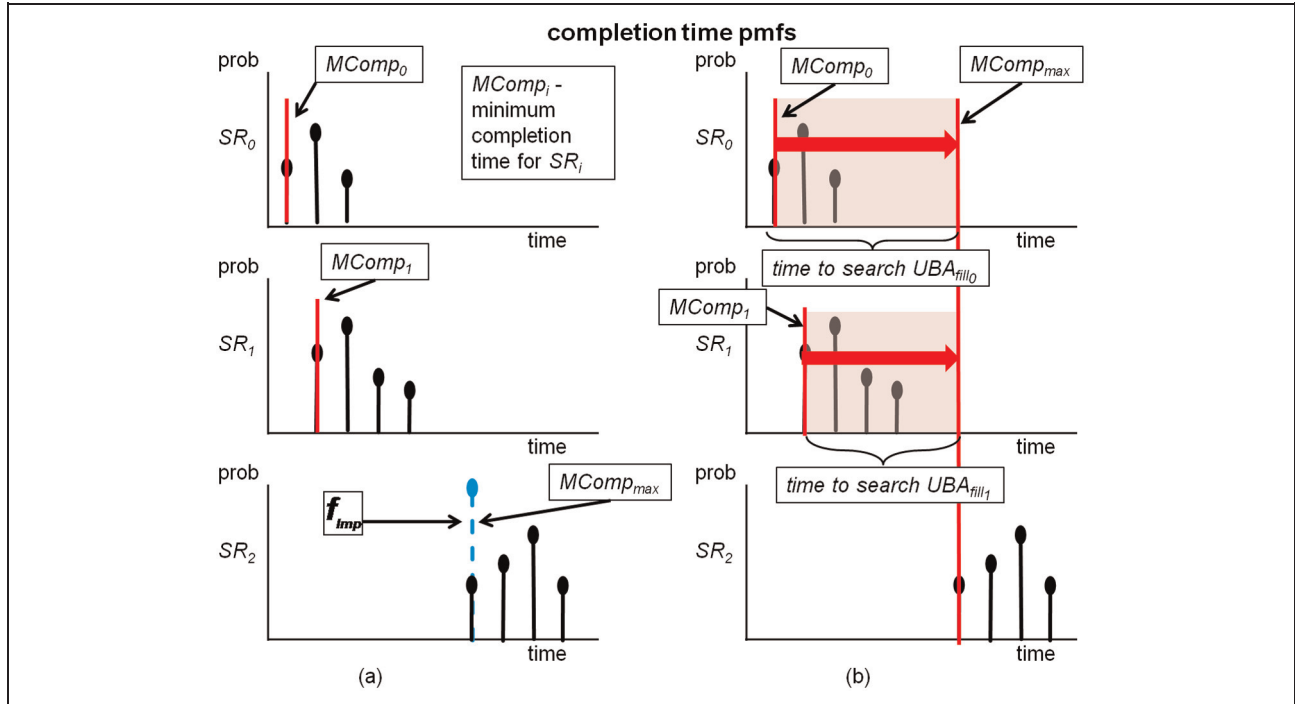 completion time pmfs
prob
MComp0
SR0
MCompi -
minimum
completion
time for SRi
time
prob
MComp1
SR1
time
prob
fimp
MCompmax
SR2
time
(a)
prob
MComp0
MCompmax
SR0
time
time to search UBAfill0
prob
MComp1
SR1
time
time to search UBAfill1
prob
SR2
time
(b)